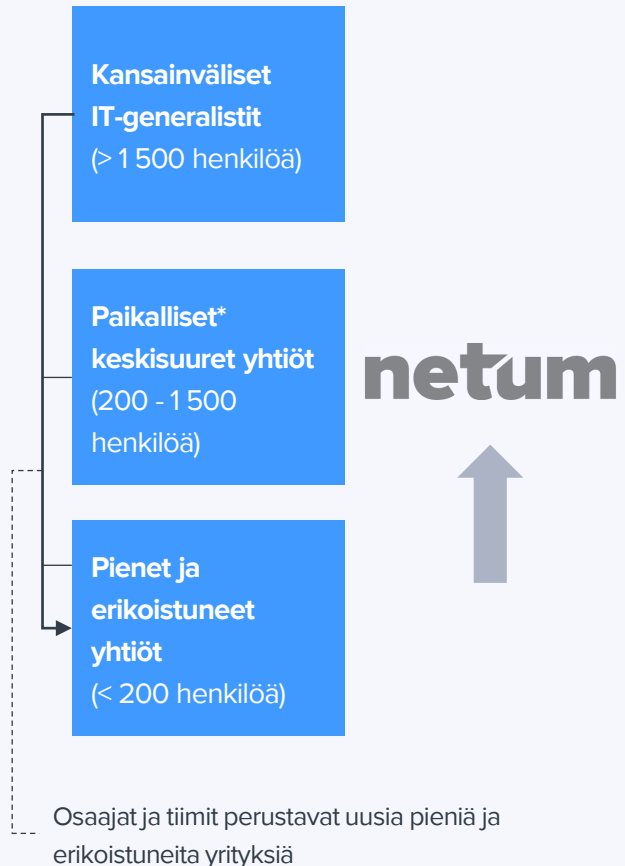 Kansainväliset
IT-generalistit
(> 1 500 henkilöä)
Paikalliset*
keskisuuret yhtiöt
(200 - 1 500
henkilöä)
netum
Pienet ja
erikoistuneet
yhtiöt
(< 200 henkilöä)
Osaajat ja tiimit perustavat uusia pieniä ja
erikoistuneita yrityksiä